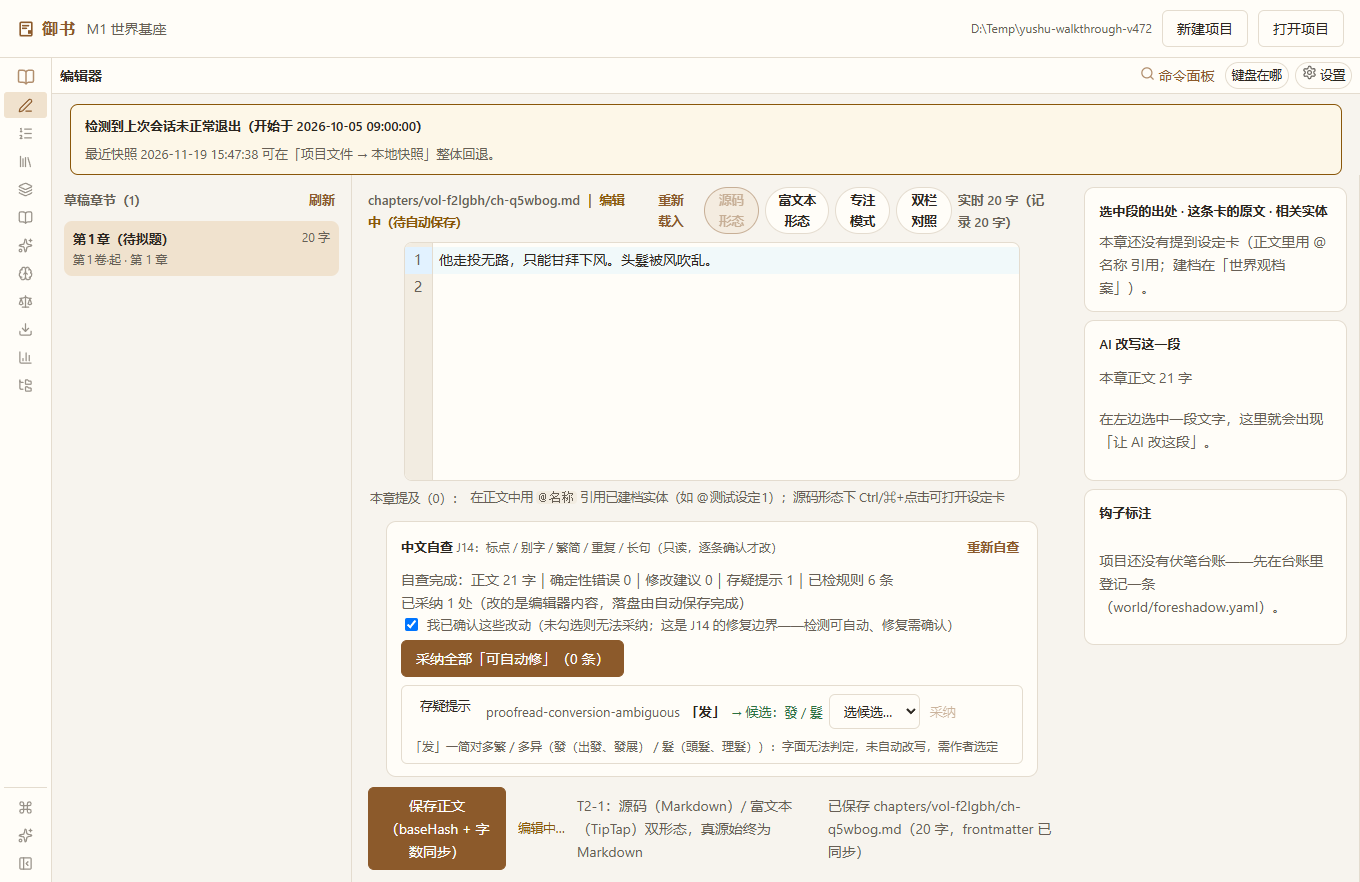 御书 M1 世界基座
D:\Temp\yushu-walkthrough-v472 新建项目 打开项目
编辑器
命令面板 键盘在哪 设置
检测到上次会话未正常退出（开始于 2026-10-05 09:00:00）
最近快照 2026-11-19 15:47:38 可在「项目文件 → 本地快照」整体回退。
草稿章节（1） 刷新
第 1 章（待拟题） 20 字
第 1 卷·起 · 第 1 章
chapters/vol-f2lgbh/ch-q5wbog.md | 编辑
中（待自动保存）
重新
载入
源码
形态
富文本
形态
专注
模式
双栏
对照
实时 20 字（记
录 20 字）
1 他走投无路，只能甘拜下风。头髮被风吹乱。
2
本章提及（0）： 在正文中用 @名称 引用已建档实体（如 @测试设定1）；源码形态下 Ctrl/⌘+点击可打开设定卡
中文自查 J14：标点 / 别字 / 繁简 / 重复 / 长句（只读，逐条确认才改） 重新自查
自查完成：正文 21 字 | 确定性错误 0 | 修改建议 0 | 存疑提示 1 | 已检规则 6 条
已采纳 1 处（改的是编辑器内容，落盘由自动保存完成）
我已确认这些改动（未勾选则无法采纳；这是 J14 的修复边界——检测可自动、修复需确认）
采纳全部「可自动修」（0 条）
存疑提示 proofread-conversion-ambiguous 「发」 → 候选：發 / 髮 选候选... 采纳
「发」一简对多繁 / 多异（發（出發、發展） / 髮（頭髮、理髮））：字面无法判定，未自动改写，需作者选定
保存正文
（baseHash + 字
数同步）
编辑中...
T2-1：源码（Markdown）/ 富文本
（TipTap）双形态，真源始终为
Markdown
已保存 chapters/vol-f2lgbh/ch-
q5wbog.md（20 字，frontmatter 已
同步）
选中段的出处 · 这条卡的原文 · 相关实体
本章还没有提到设定卡（正文里用 @
名称 引用；建档在「世界观档
案」）。
AI 改写这一段
本章正文 21 字
在左边选中一段文字，这里就会出现
「让 AI 改这段」。
钩子标注
项目还没有伏笔台账——先在台账里
登记一条
（world/foreshadow.yaml）。